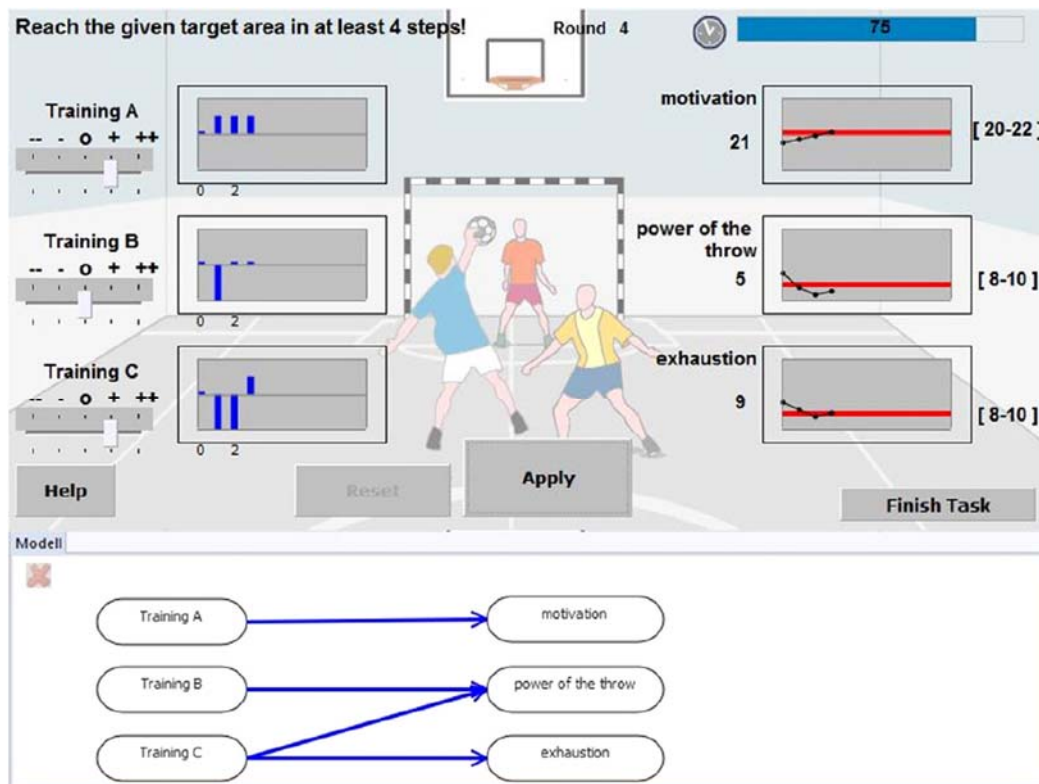 Reach the given target area in at least 4 steps!
Round 4
75
Training A
-- - o + ++
0 2
motivation
21
[ 20-22 ]
Training B
-- - o + ++
0 2
power of the
throw
5
[ 8-10 ]
Training C
-- - o + ++
0 2
exhaustion
9
[ 8-10 ]
Help
Reset
Apply
Finish Task
Modell
Training A
motivation
Training B
power of the throw
Training C
exhaustion